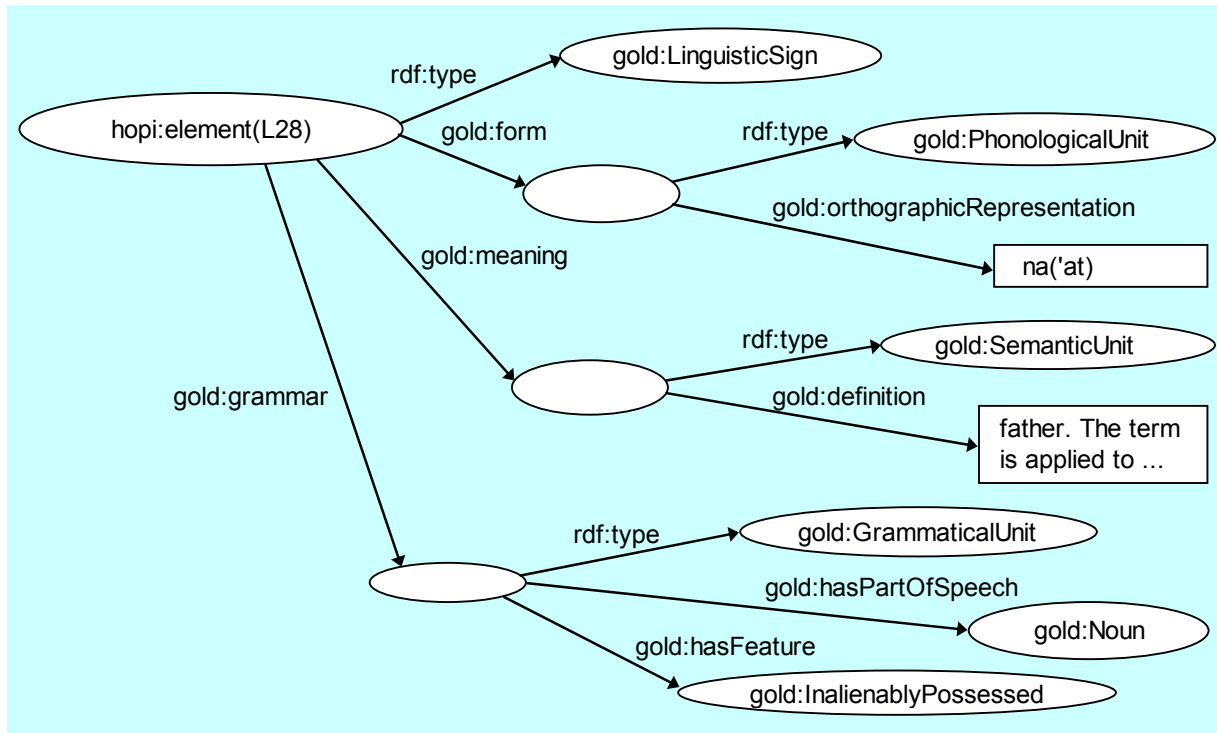 gold:LinguisticSign
rdf:type
hopi:element(L28)
gold:form
rdf:type
gold:PhonologicalUnit
gold:orthographicRepresentation
na('at)
gold:meaning
rdf:type
gold:SemanticUnit
gold:definition
father. The term
is applied to ...
gold:grammar
rdf:type
gold:GrammaticalUnit
gold:hasPartOfSpeech
gold:Noun
gold:hasFeature
gold:InalienablyPossessed